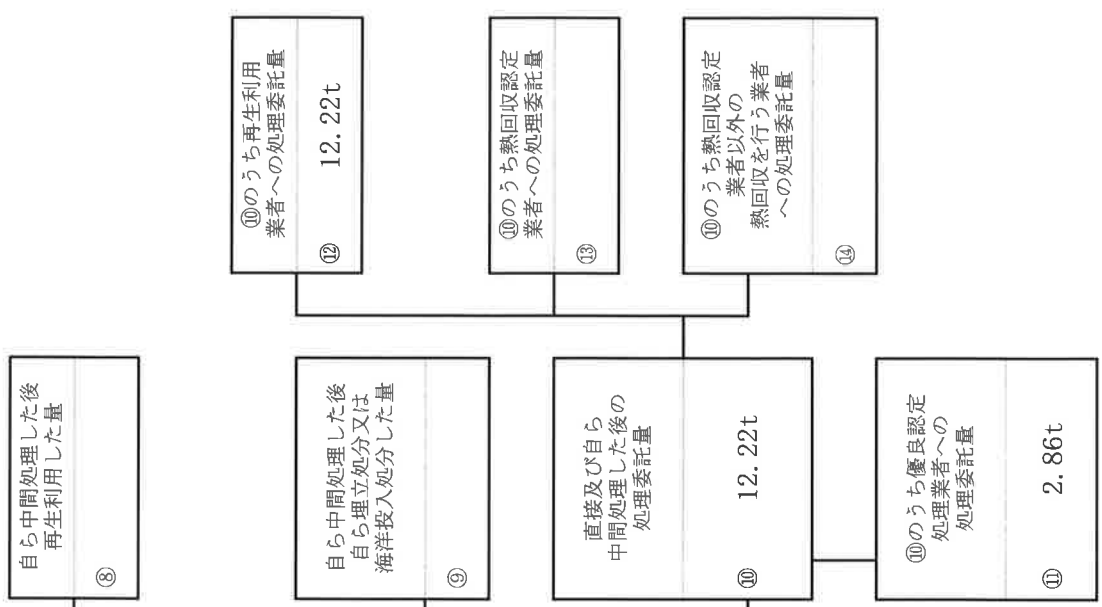 自ら中間処理した後
再生利用した量
⑧
自ら中間処理した後
自ら埋立処分又は
海洋投入処分した量
⑨
直接及び自ら
中間処理した後の
処理委託量
⑩ 12.22t
⑩のうち優良認定
処理業者への
処理委託量
⑪ 2.86t
⑩のうち再生利用
業者への処理委託量
⑫ 12.22t
⑩のうち熱回収認定
業者への処理委託量
⑬
⑩のうち熱回収認定
業者以外の
熱回収を行う業者
への処理委託量
⑭